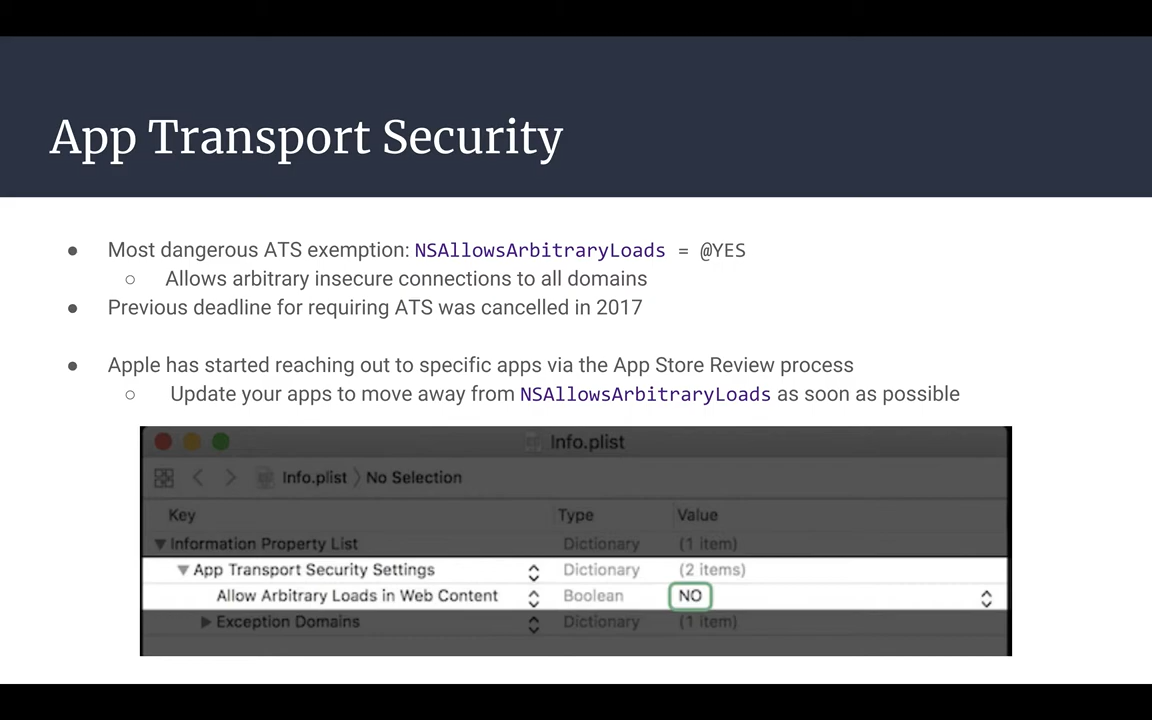 App Transport Security
● Most dangerous ATS exemption: NSAllowsArbitraryLoads = @YES
○ Allows arbitrary insecure connections to all domains
● Previous deadline for requiring ATS was cancelled in 2017
● Apple has started reaching out to specific apps via the App Store Review process
○ Update your apps to move away from NSAllowsArbitraryLoads as soon as possible
Info.plist
Info.plist 〉 No Selection
Key Type Value
Information Property List Dictionary (1 item)
App Transport Security Settings Dictionary (2 items)
Allow Arbitrary Loads in Web Content Boolean NO
Exception Domains Dictionary (1 item)